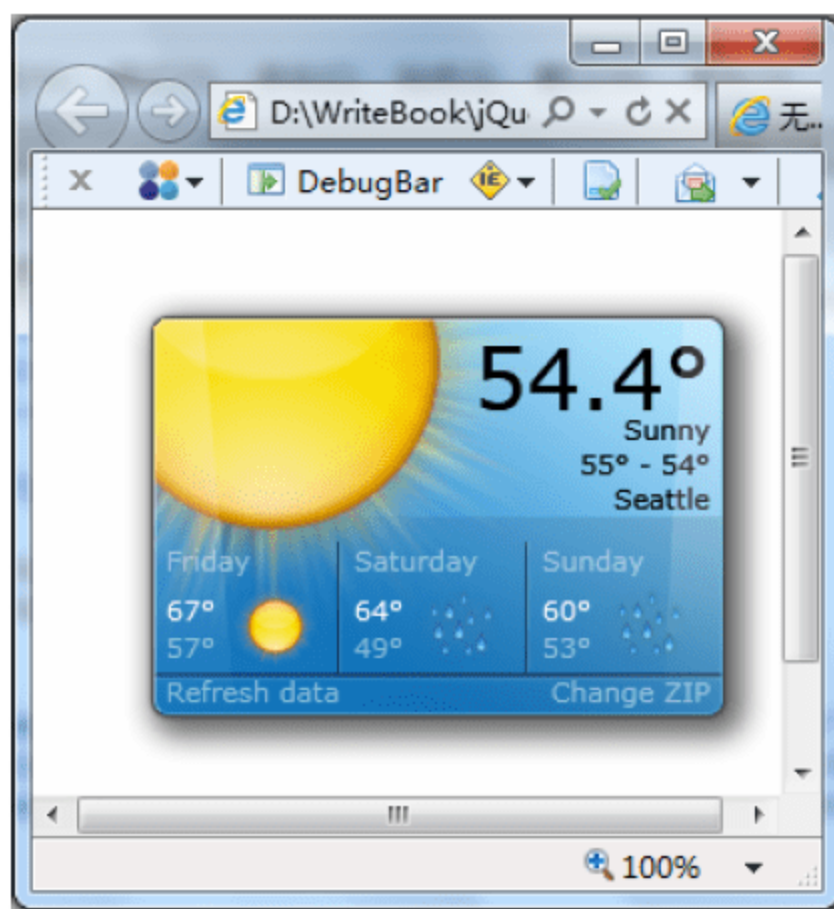 D:\WriteBook\jQu
无...
DebugBar
54.4°
Sunny
55° - 54°
Seattle
Friday Saturday Sunday
67° 64° 60°
57° 49° 53°
Refresh data Change ZIP
100%